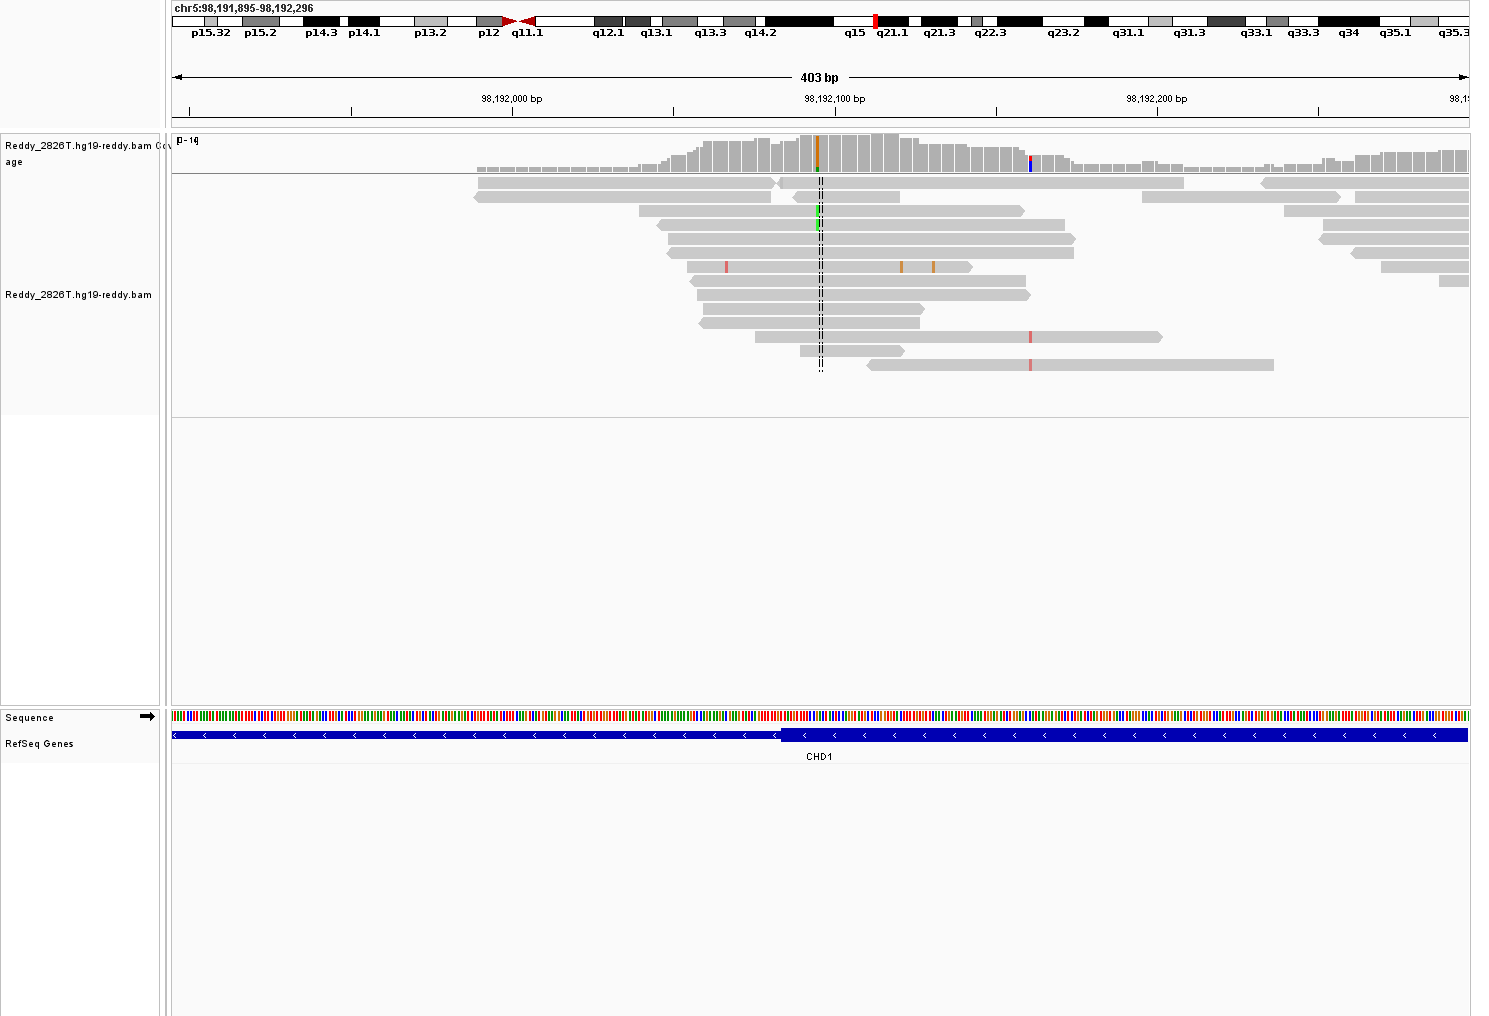 chr5:98,191,895-98,192,296
p15.32 p15.2 p14.3 p14.1 p13.2 p12 q11.1 q12.1 q13.1 q13.3 q14.2 q15 q21.1 q21.3 q22.3 q23.2 q31.1 q31.3 q33.1 q33.3 q34 q35.1 q35.3
403 bp
98,192,000 bp 98,192,100 bp 98,192,200 bp 98,19
Reddy_2826T.hg19-reddy.bam Cov
age
Reddy_2826T.hg19-reddy.bam
Sequence
RefSeq Genes
CHD1